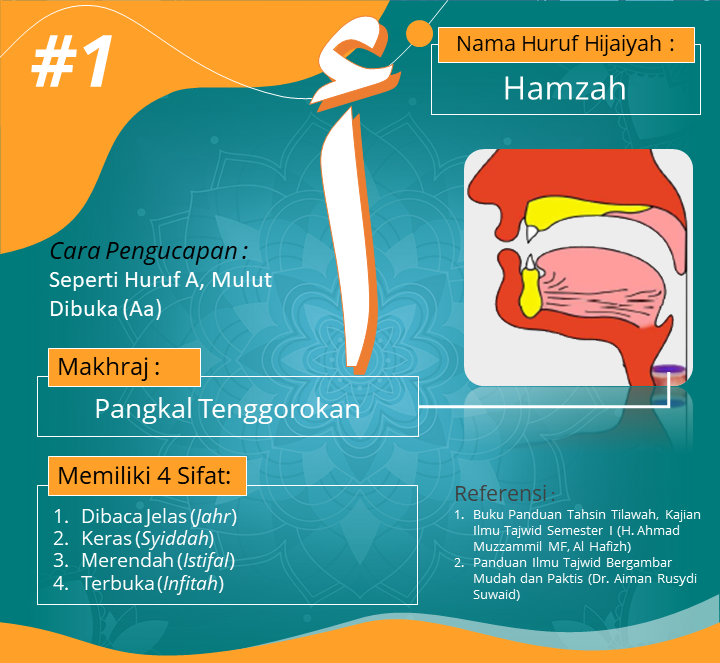 #1
أ
Nama Huruf Hijaiyah :
Hamzah
Cara Pengucapan :
Seperti Huruf A, Mulut
Dibuka (Aa)
Makhraj :
Pangkal Tenggorokan
Memiliki 4 Sifat:
1. Dibaca Jelas (Jahr)
2. Keras (Syiddah)
3. Merendah (Istifal)
4. Terbuka (Infitah)
Referensi :
1. Buku Panduan Tahsin Tilawah, Kajian
Ilmu Tajwid Semester I (H. Ahmad
Muzzammil MF, Al Hafizh)
2. Panduan Ilmu Tajwid Bergambar
Mudah dan Paktis (Dr. Aiman Rusydi
Suwaid)